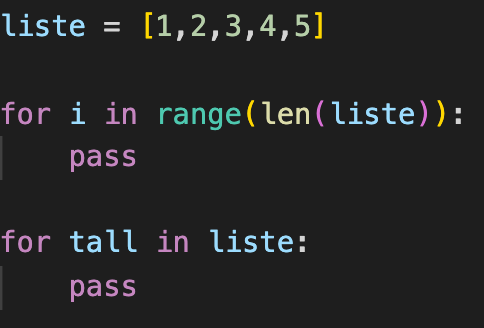 liste = [1,2,3,4,5]
for i in range(len(liste)):
pass
for tall in liste:
pass